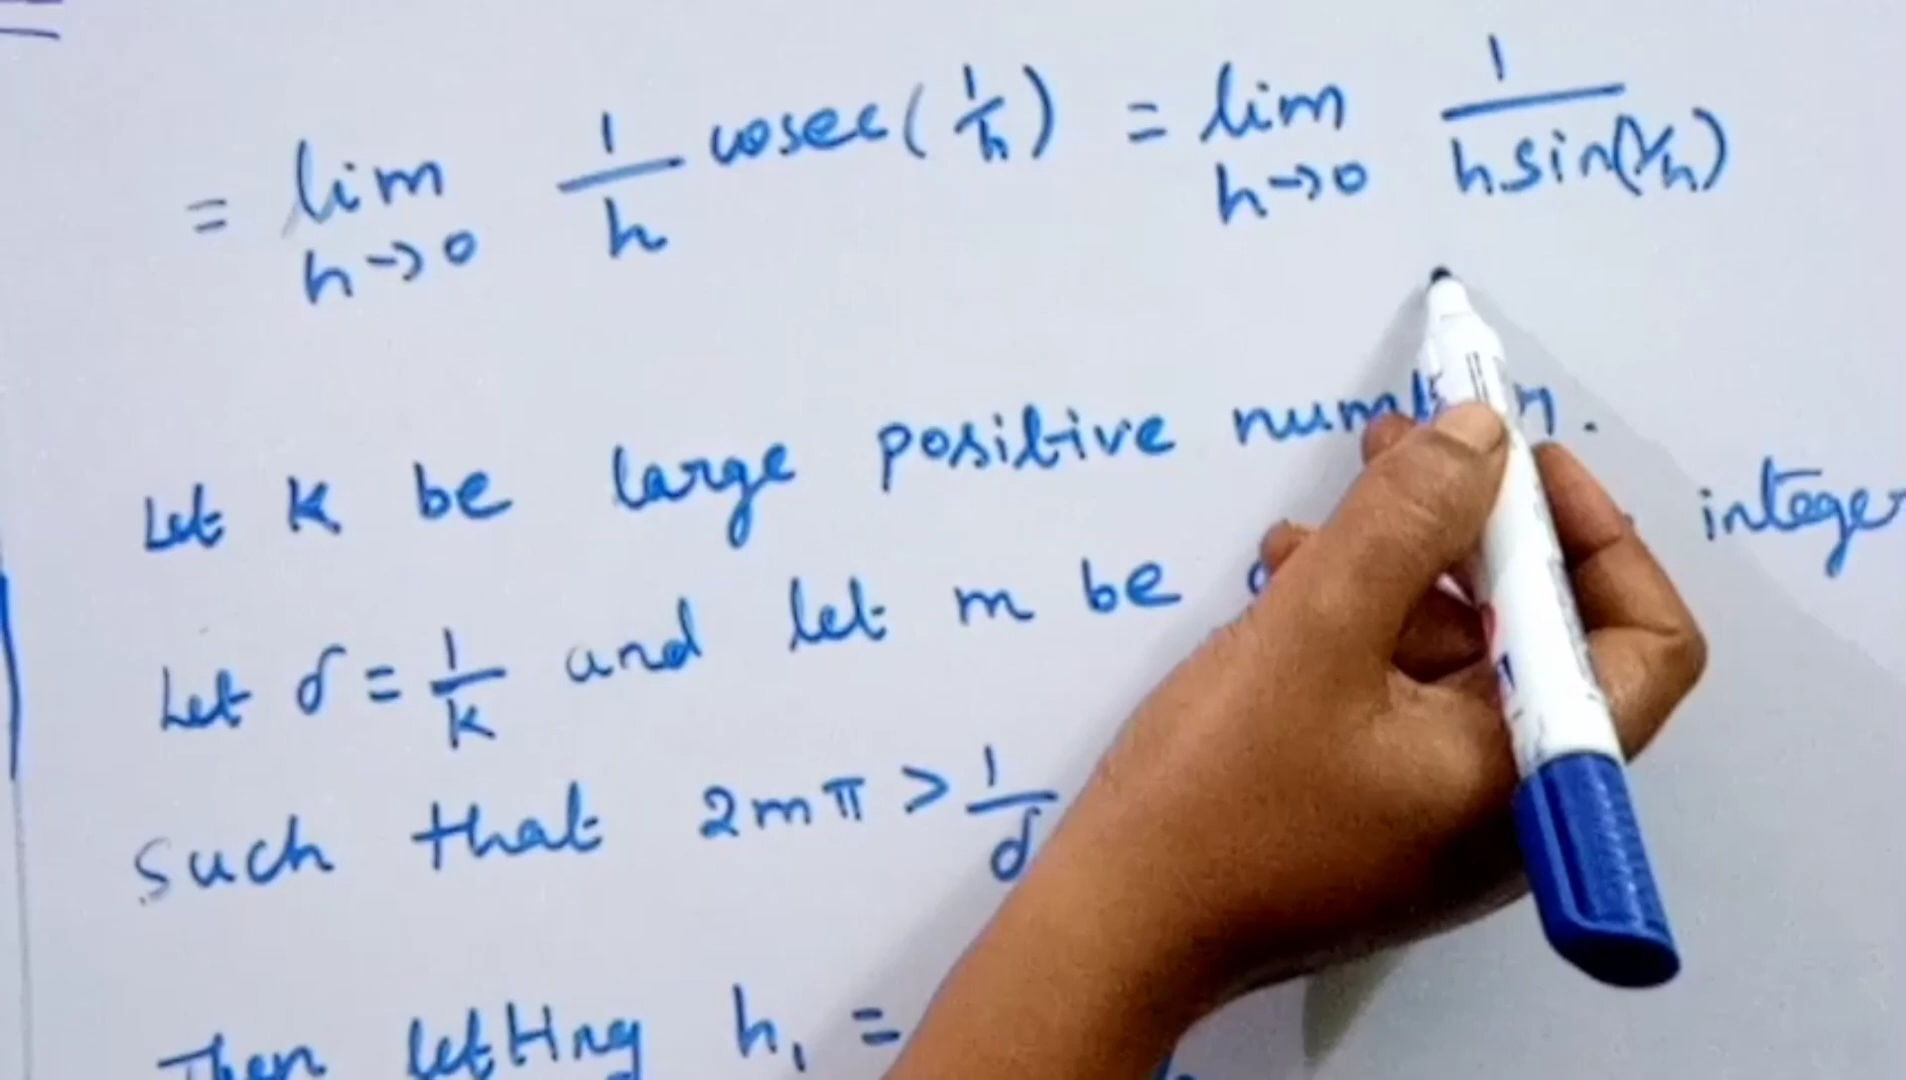 = lim h→0 1/h cosec(1/h) = lim h→0 1/(h sin(1/h))
Let K be large positive number.
Let δ = 1/K and let m be integer
such that 2mπ > 1/δ
Then letting h₁ =